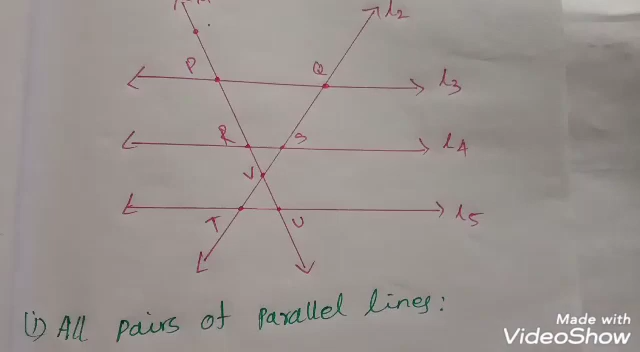 l2
P
Q
l3
R
S
l4
V
T
U
l5
(i) All pairs of parallel lines:
Made with
VideoShow